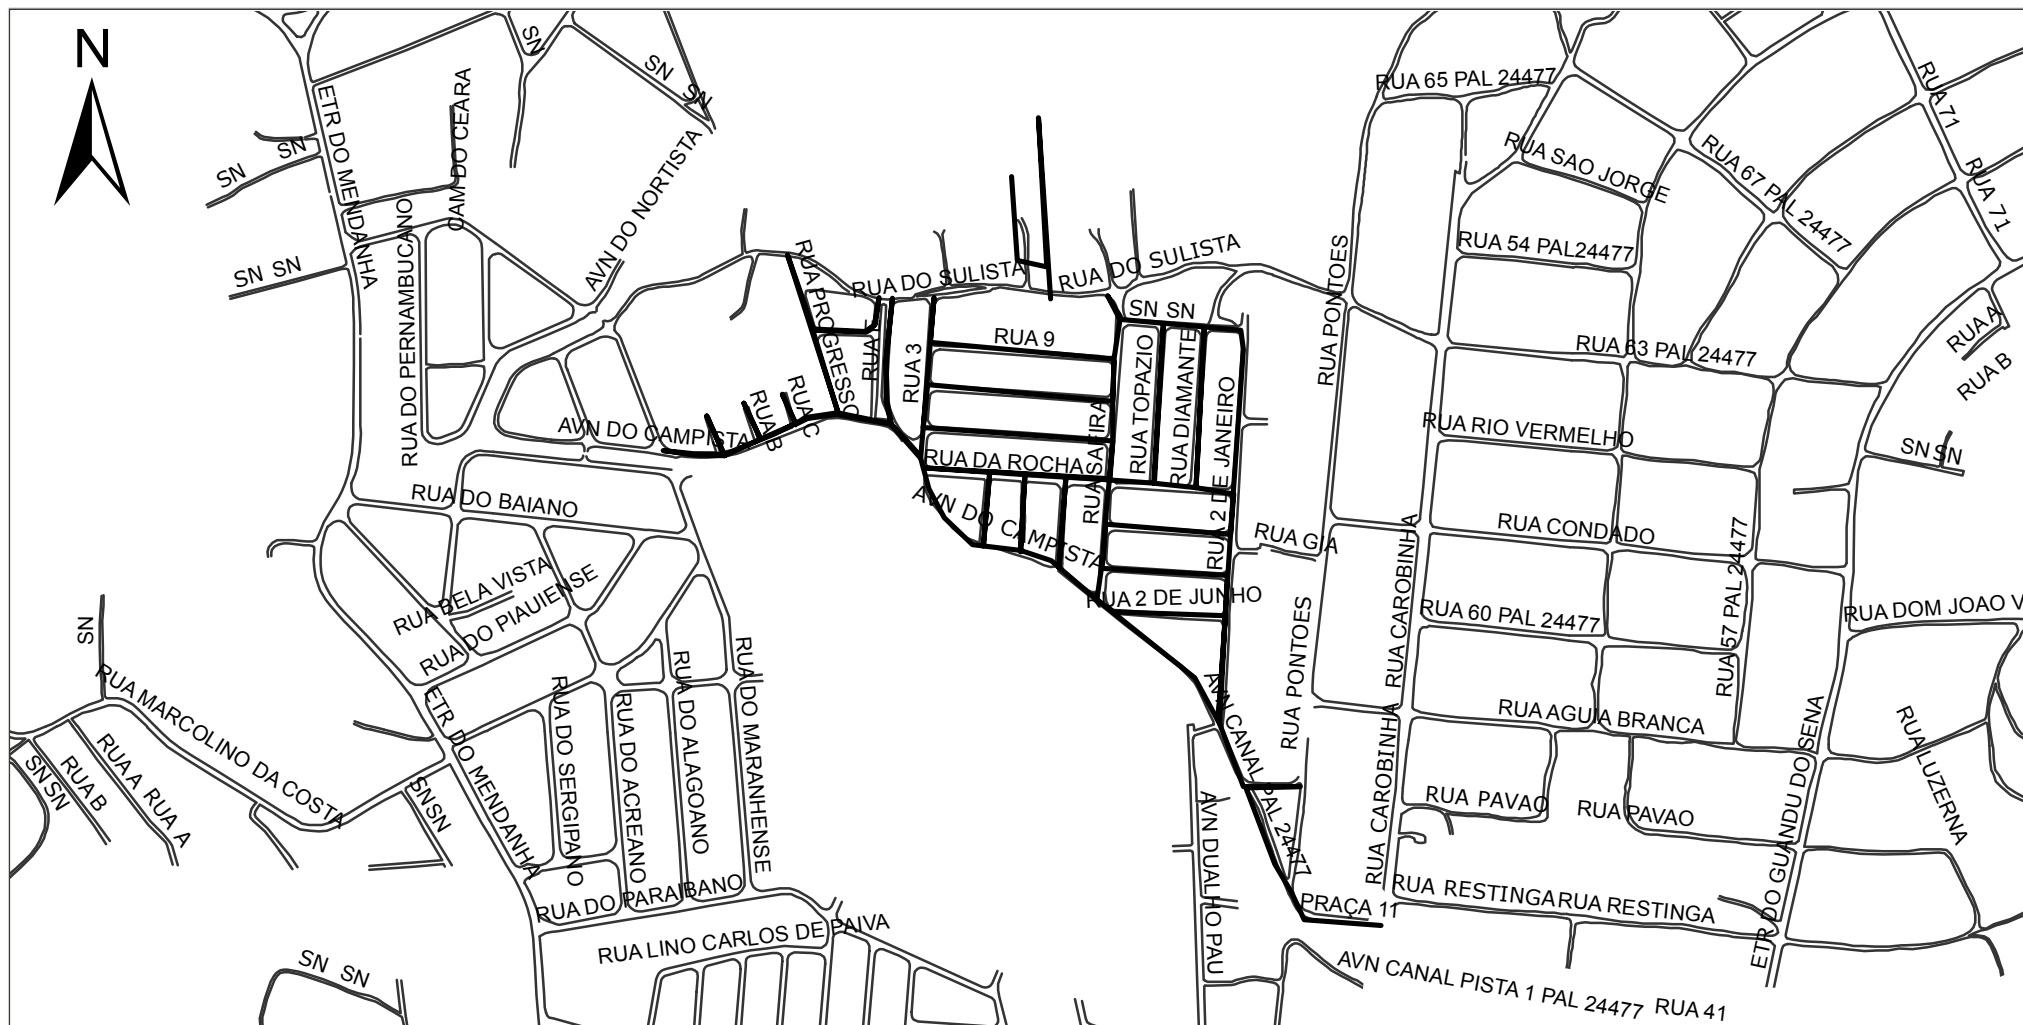 N
SN
SN
SN
RUA 65 PAL 24477
RUA 71
ETR DO MENDANHA
CAM DO CEARA
SN
SN
AVN DO NORTISTA
RUA SAO JORGE
RUA 67 PAL 24477
RUA 71
RUA DO PERNAMBUCANO
SN SN
RUA PROGRESSO
RUA DO SULISTA
RUA DO SULISTA
RUA PONTOES
RUA 54 PAL24477
SN SN
RUA 3
RUA 9
RUA TOPAZIO
RUA DIAMANTE
RUA 2 DE JANEIRO
RUA 63 PAL 24477
RUA A
RUA B
AVN DO CAMPISTA
RUA B
RUA C
RUA DA ROCHA
RUA SAFIRA
RUA RIO VERMELHO
SN SN
RUA DO BAIANO
AVN DO CAMPISTA
RUA GIA
RUA CAROBINHA
RUA CONDADO
RUA 57 PAL 24477
RUA BELA VISTA
RUA DO PIAUIENSE
RUA 2 DE JUNHO
RUA PONTOES
RUA 60 PAL 24477
RUA DOM JOAO V
SN
RUA MARCOLINO DA COSTA
ETR DO MENDANHA
RUA DO SERGIPANO
RUA DO ACREANO
RUA DO ALAGOANO
RUA DO MARANHENSE
AVN CANAL PAL 24477
RUA CAROBINHA
RUA AGUIA BRANCA
ETR DO GUANDU DO SENA
RUA LUZERNA
SN SN
RUA B
RUA A RUA A
SN SN
AVN DUALHO PAU
RUA PAVAO
RUA PAVAO
RUA DO PARAIBANO
PRAÇA 11
RUA RESTINGA RUA RESTINGA
RUA LINO CARLOS DE PAIVA
SN SN
AVN CANAL PISTA 1 PAL 24477
RUA 41